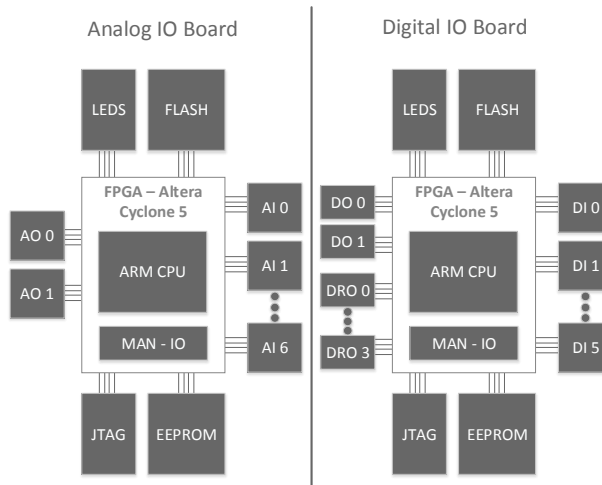 Analog IO Board
LEDS
FLASH
FPGA – Altera
Cyclone 5
AO 0
AO 1
ARM CPU
MAN - IO
AI 0
AI 1
AI 6
JTAG
EEPROM
Digital IO Board
LEDS
FLASH
FPGA – Altera
Cyclone 5
DO 0
DO 1
DRO 0
DRO 3
ARM CPU
MAN - IO
DI 0
DI 1
DI 5
JTAG
EEPROM